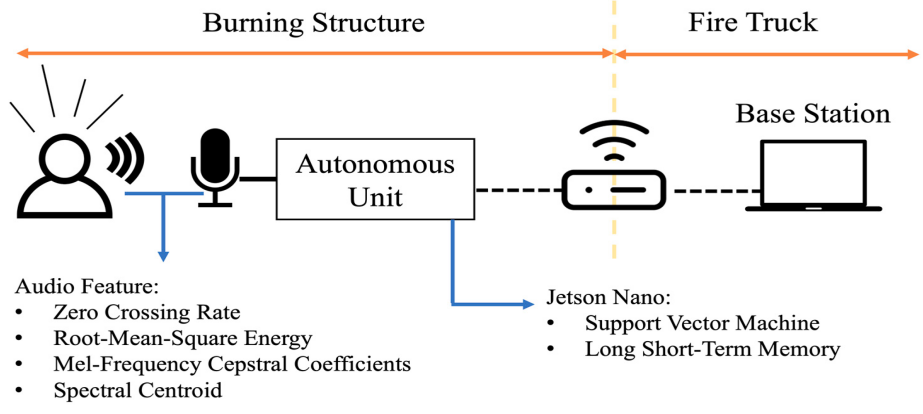 Burning Structure
Fire Truck
Base Station
Autonomous
Unit
Audio Feature:
• Zero Crossing Rate
• Root-Mean-Square Energy
• Mel-Frequency Cepstral Coefficients
• Spectral Centroid
Jetson Nano:
• Support Vector Machine
• Long Short-Term Memory